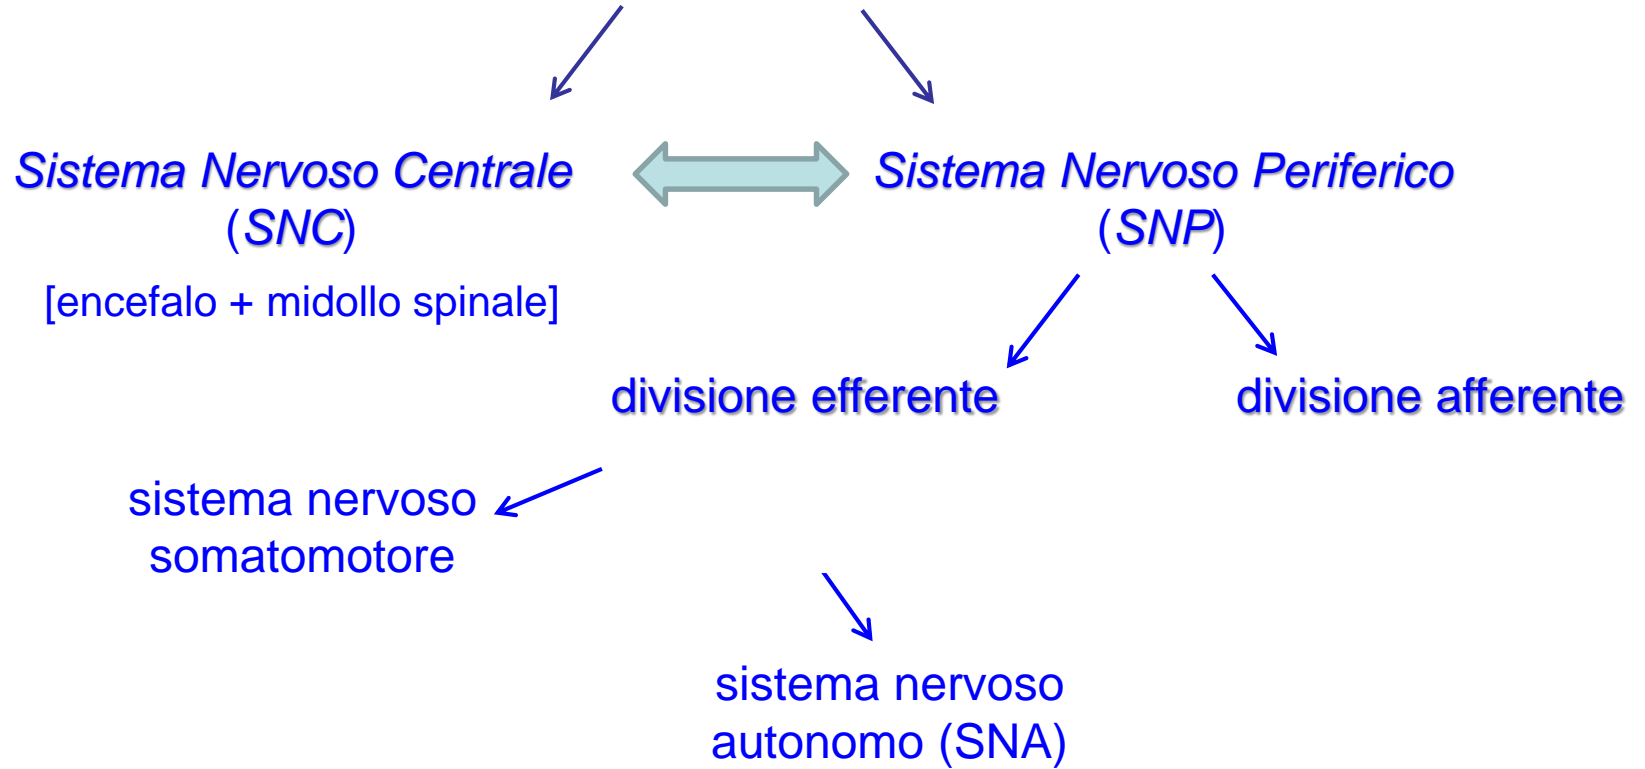 Sistema Nervoso Centrale
(SNC)
[encefalo + midollo spinale]
Sistema Nervoso Periferico
(SNP)
divisione efferente
divisione afferente
sistema nervoso
somatomotore
sistema nervoso
autonomo (SNA)